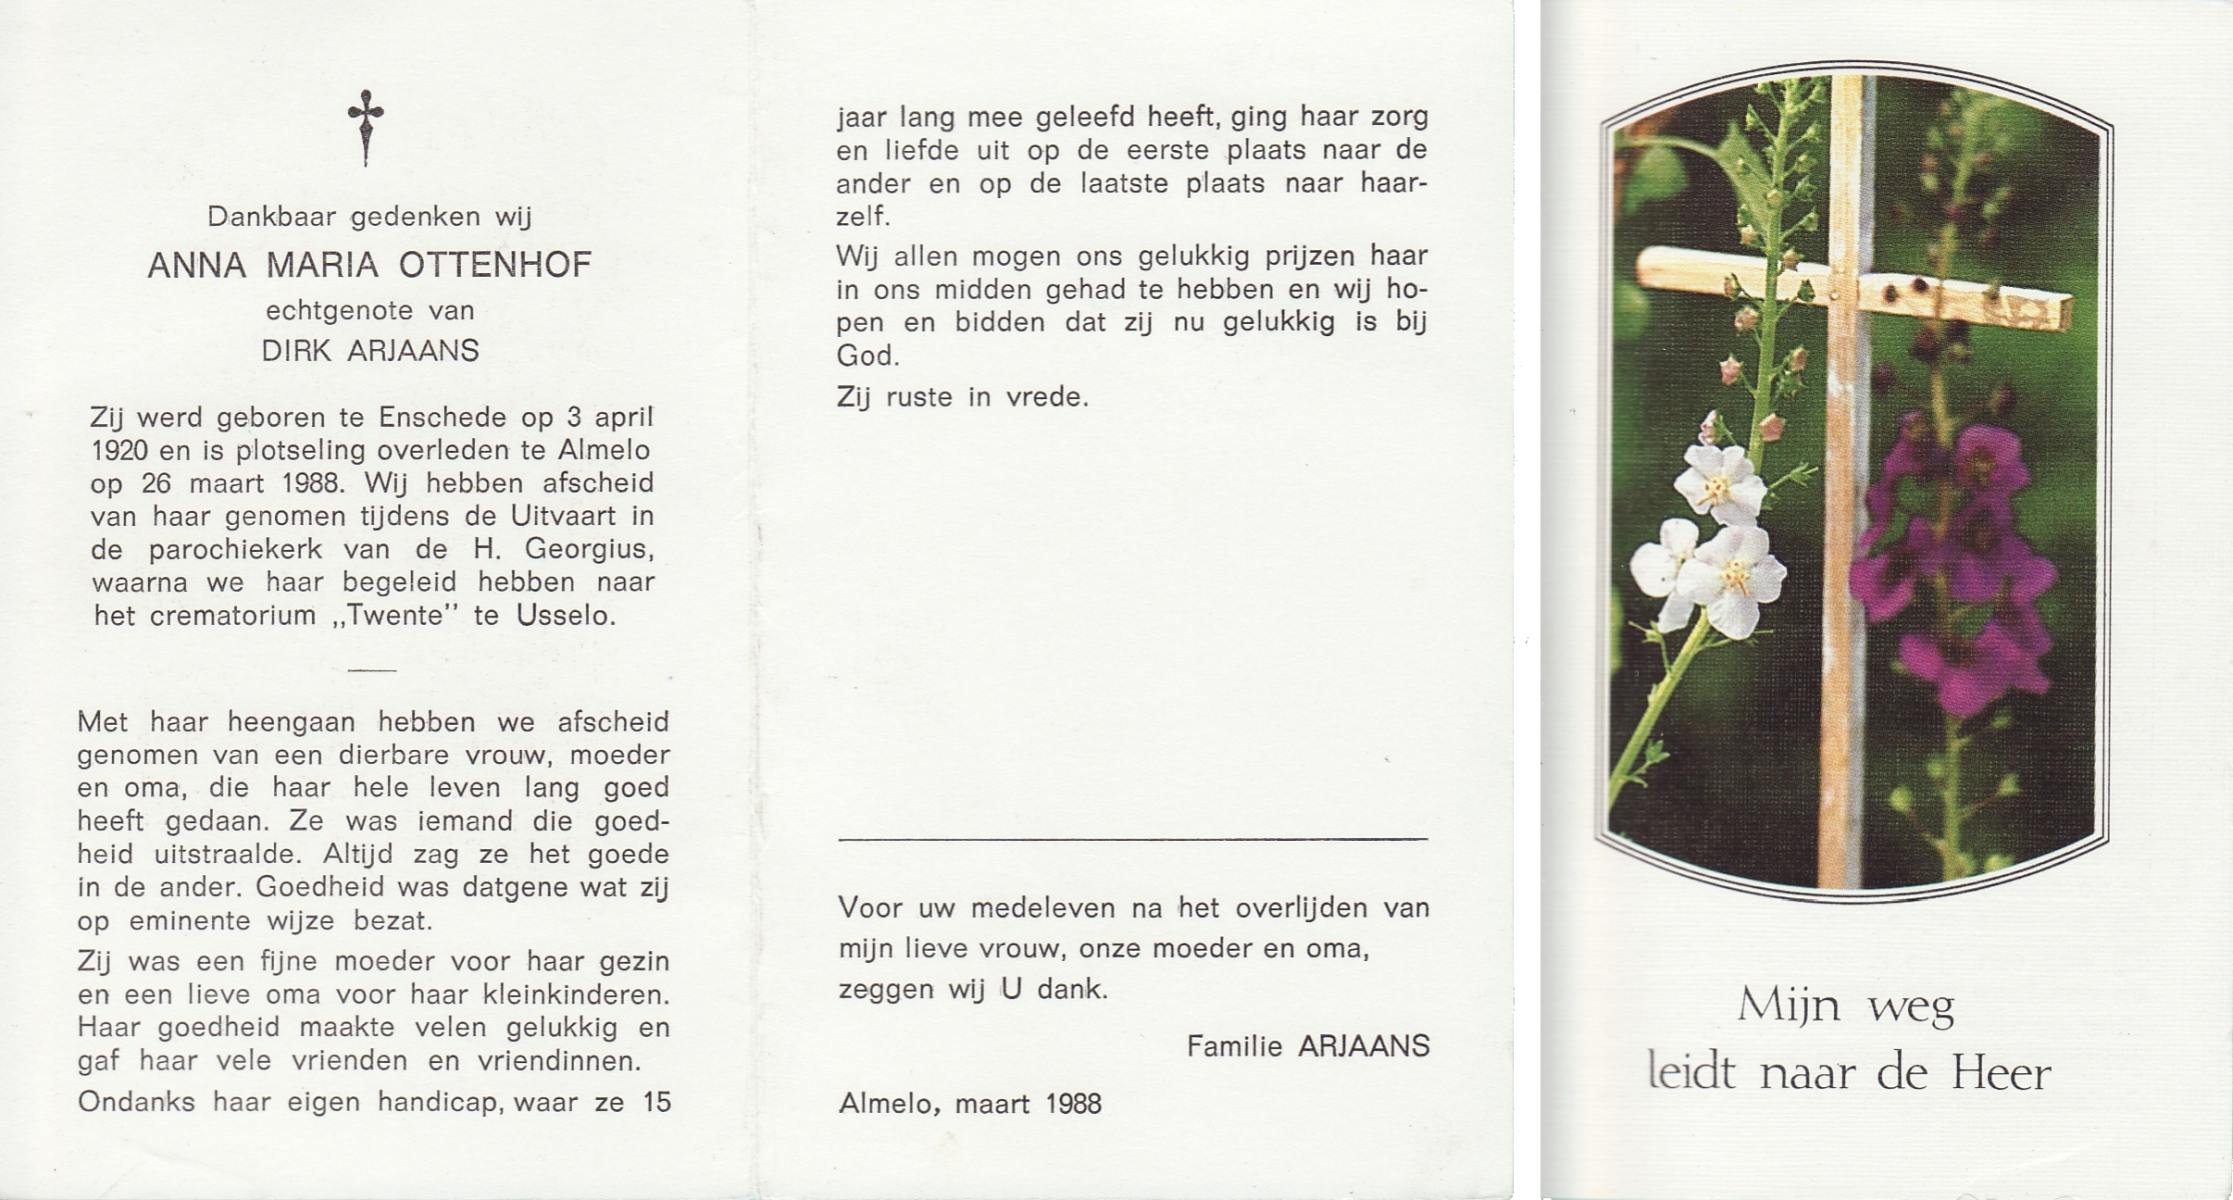 Dankbaar gedenken wij
ANNA MARIA OTTENHOF
echtgenote van
DIRK ARJAANS
Zij werd geboren te Enschede op 3 april
1920 en is plotseling overleden te Almelo
op 26 maart 1988. Wij hebben afscheid
van haar genomen tijdens de Uitvaart in
de parochiekerk van de H. Georgius,
waarna we haar begeleid hebben naar
het crematorium ,,Twente'' te Usselo.
Met haar heengaan hebben we afscheid
genomen van een dierbare vrouw, moeder
en oma, die haar hele leven lang goed
heeft gedaan. Ze was iemand die goed-
heid uitstraalde. Altijd zag ze het goede
in de ander. Goedheid was datgene wat zij
op eminente wijze bezat.
Zij was een fijne moeder voor haar gezin
en een lieve oma voor haar kleinkinderen.
Haar goedheid maakte velen gelukkig en
gaf haar vele vrienden en vriendinnen.
Ondanks haar eigen handicap, waar ze 15
jaar lang mee geleefd heeft, ging haar zorg
en liefde uit op de eerste plaats naar de
ander en op de laatste plaats naar haar-
zelf.
Wij allen mogen ons gelukkig prijzen haar
in ons midden gehad te hebben en wij ho-
pen en bidden dat zij nu gelukkig is bij
God.
Zij ruste in vrede.
Voor uw medeleven na het overlijden van
mijn lieve vrouw, onze moeder en oma,
zeggen wij U dank.
Familie ARJAANS
Almelo, maart 1988
Mijn weg
leidt naar de Heer